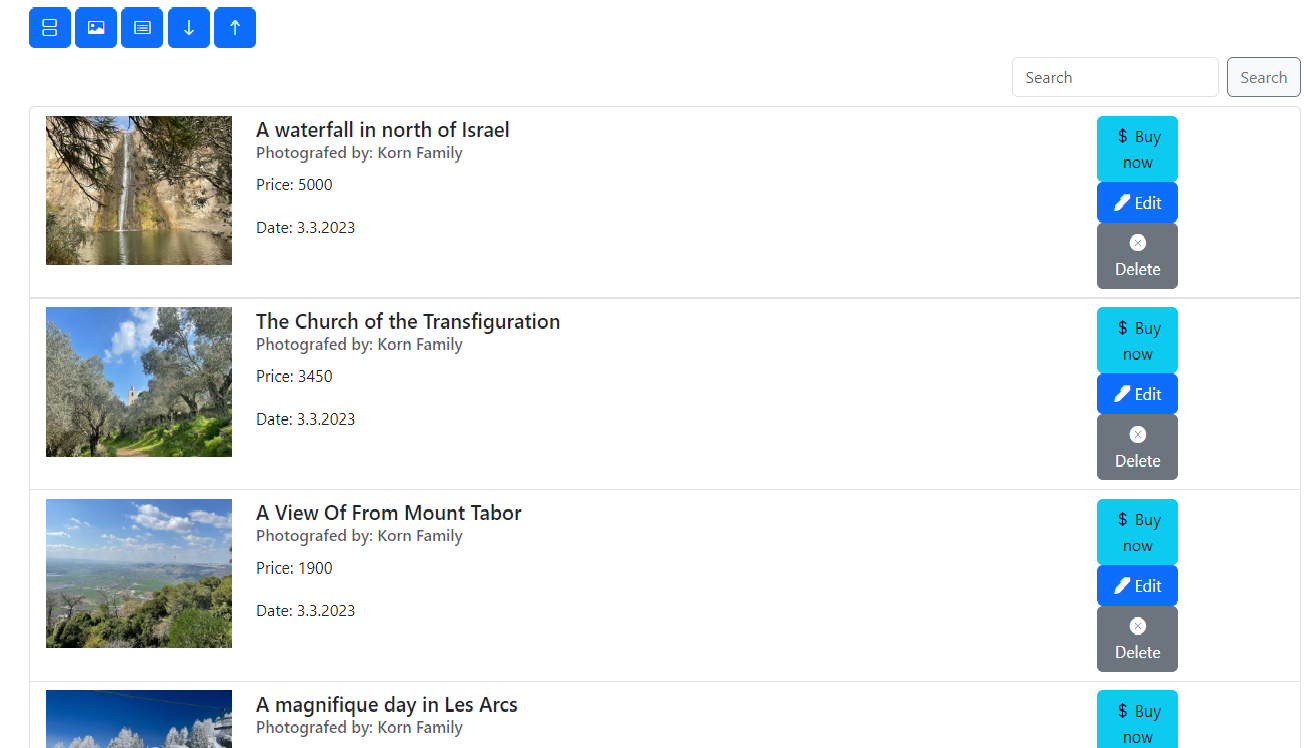 Search Search
A waterfall in north of Israel
Photografed by: Korn Family
Price: 5000
Date: 3.3.2023
$ Buy
now
Edit
Delete
The Church of the Transfiguration
Photografed by: Korn Family
Price: 3450
Date: 3.3.2023
$ Buy
now
Edit
Delete
A View Of From Mount Tabor
Photografed by: Korn Family
Price: 1900
Date: 3.3.2023
$ Buy
now
Edit
Delete
A magnifique day in Les Arcs
Photografed by: Korn Family
$ Buy
now